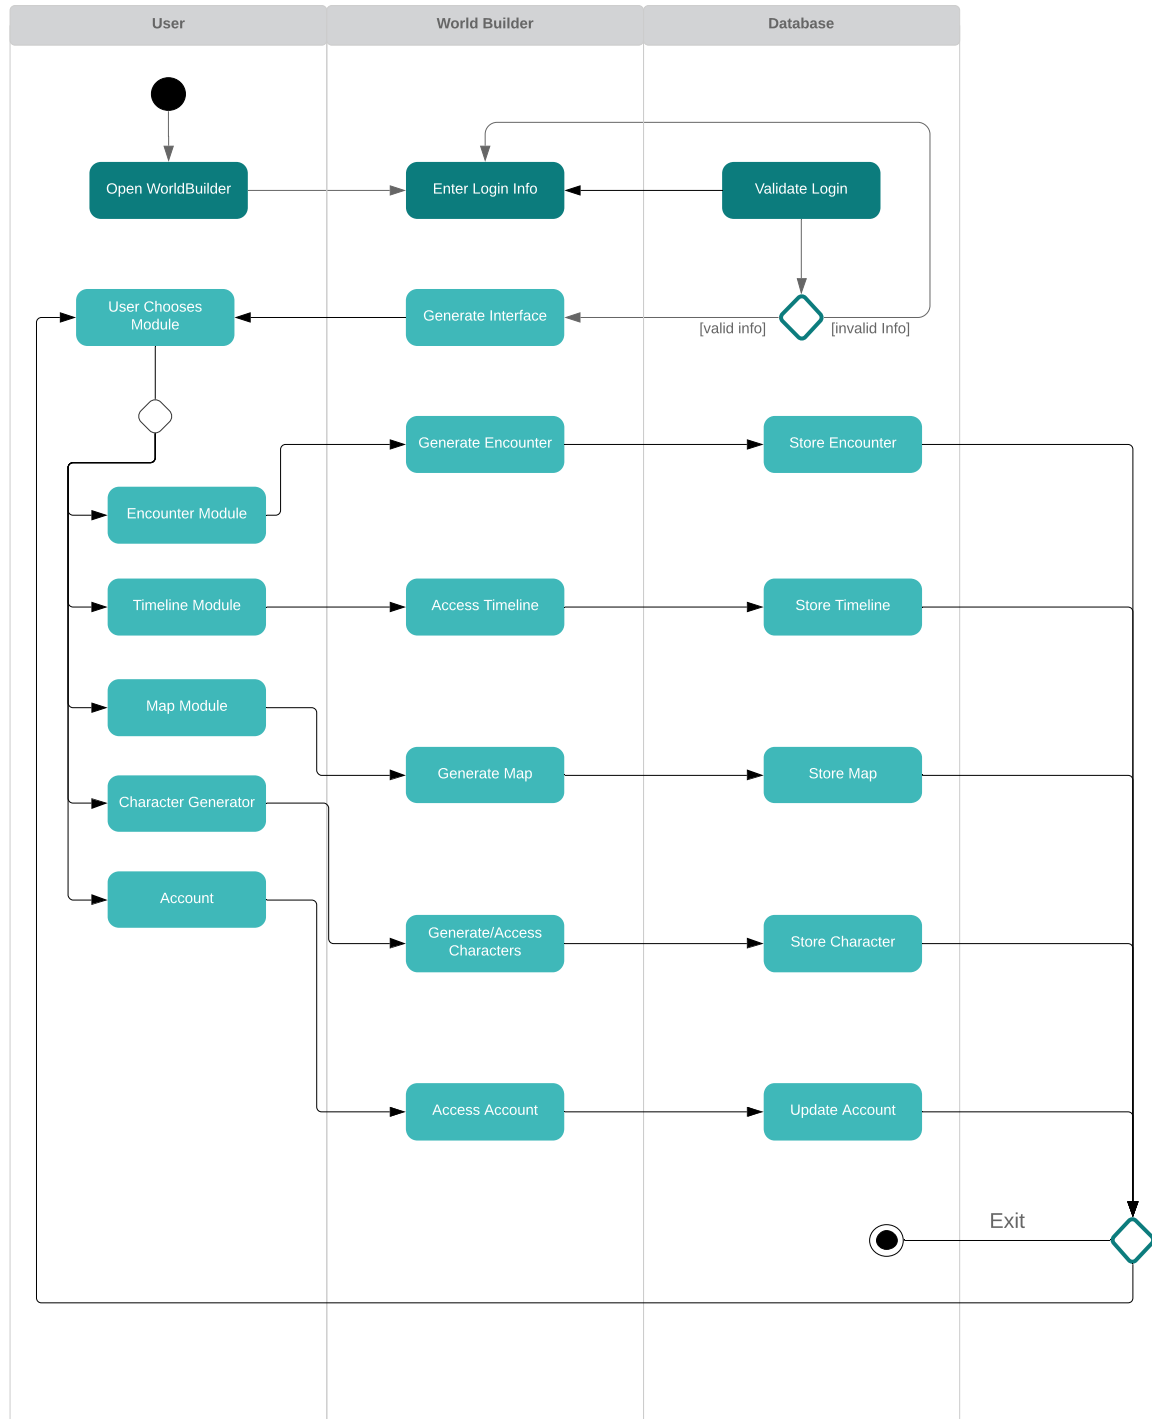 User
World Builder
Database
Open WorldBuilder
Enter Login Info
Validate Login
User Chooses
Module
Generate Interface
[valid info]
[invalid Info]
Generate Encounter
Store Encounter
Encounter Module
Timeline Module
Access Timeline
Store Timeline
Map Module
Generate Map
Store Map
Character Generator
Account
Generate/Access
Characters
Store Character
Access Account
Update Account
Exit